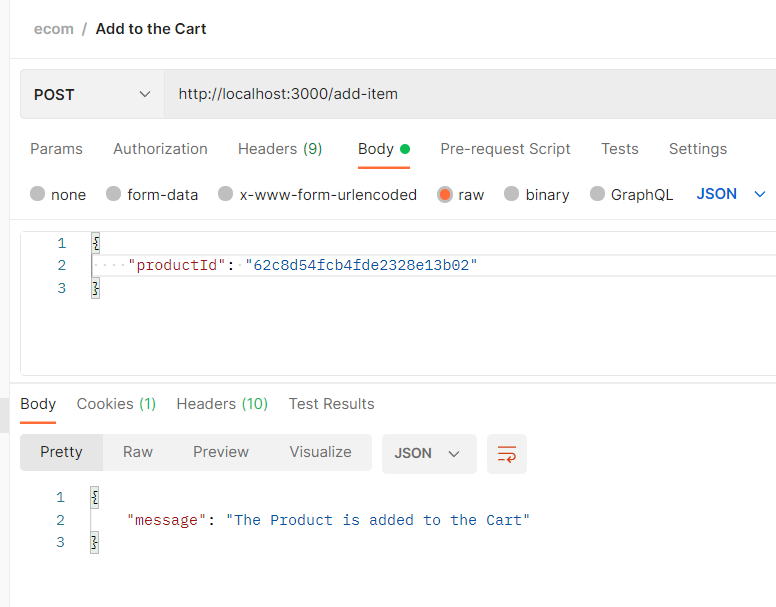 ecom / Add to the Cart
POST http://localhost:3000/add-item
Params Authorization Headers (9) Body Pre-request Script Tests Settings
none form-data x-www-form-urlencoded raw binary GraphQL JSON
1 {
2 "productId": "62c8d54fcb4fde2328e13b02"
3 }
Body Cookies (1) Headers (10) Test Results
Pretty Raw Preview Visualize JSON
1 {
2 "message": "The Product is added to the Cart"
3 }